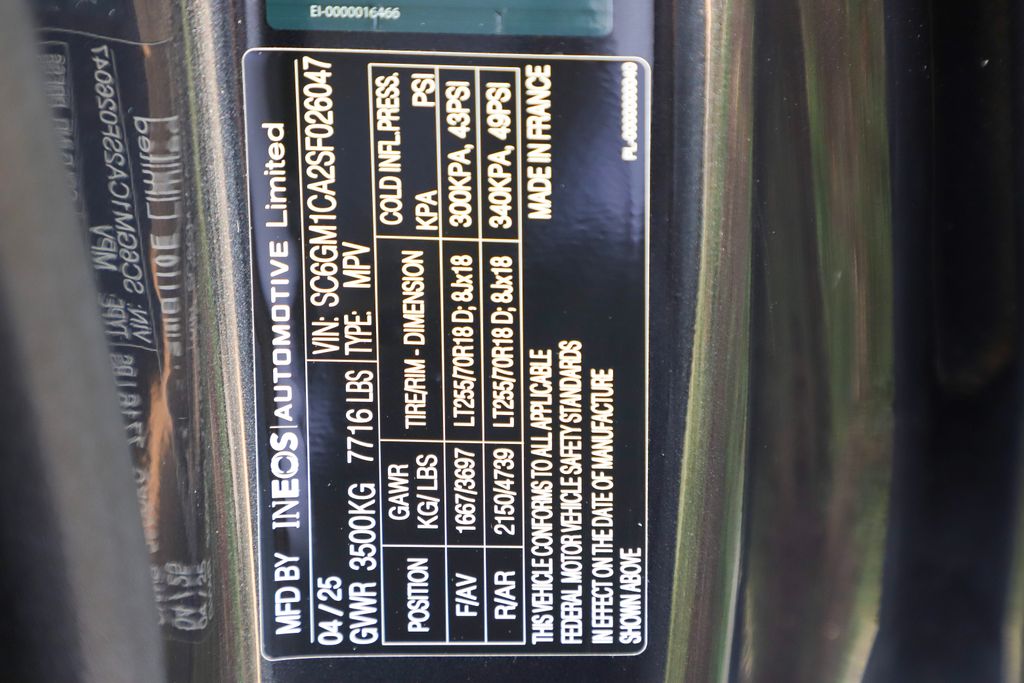 EI-0000016466
MFD BY INEOS | AUTOMOTIVE Limited
04 / 25 VIN: SC6GM1CA2SF026047
GVWR 3500KG 7716 LBS TYPE: MPV
POSITION GAWR KG/ LBS TIRE/RIM - DIMENSION COLD INFL.PRESS. KPA PSI
F/AV 1667/3697 LT255/70R18 D; 8Jx18 300KPA, 43PSI
R/AR 2150/4739 LT255/70R18 D; 8Jx18 340KPA, 49PSI
THIS VEHICLE CONFORMS TO ALL APPLICABLE MADE IN FRANCE
FEDERAL MOTOR VEHICLE SAFETY STANDARDS
IN EFFECT ON THE DATE OF MANUFACTURE
SHOWN ABOVE